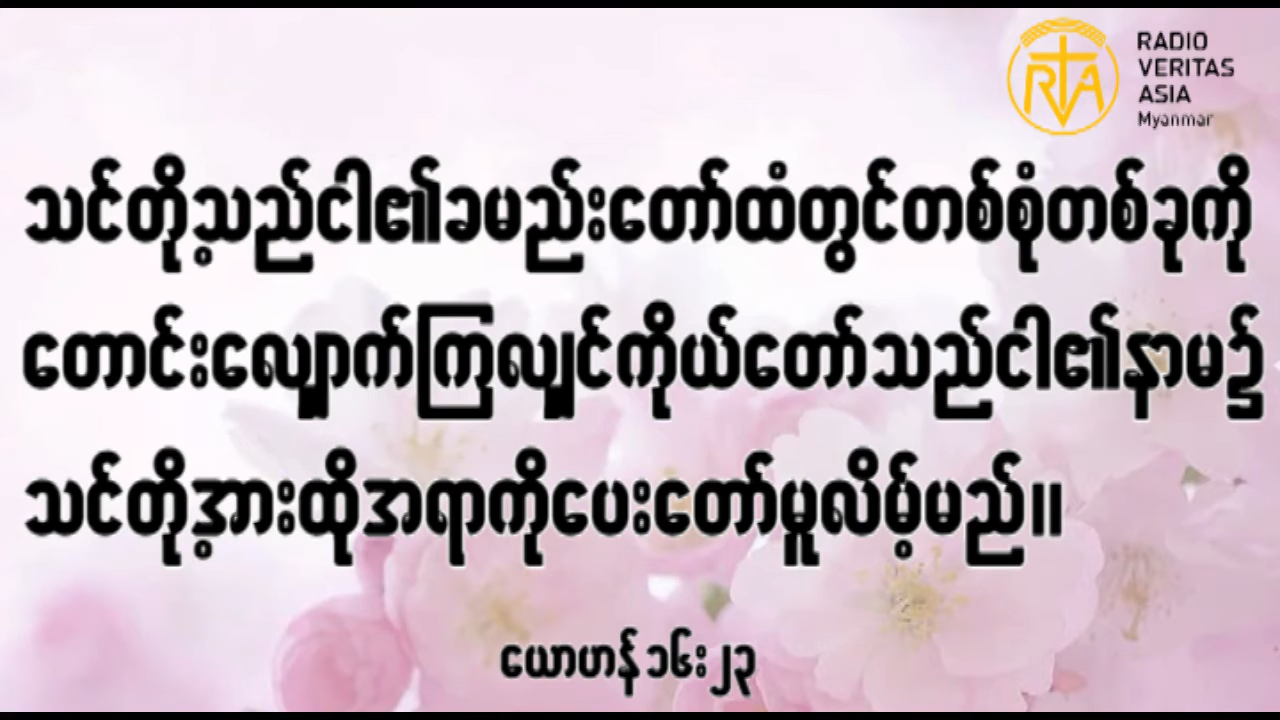 RADIO
VERITAS
ASIA
Myanmar
RVA
သင်တို့သည်ငါ၏ခမည်းတော်ထံတွင်တစ်စုံတစ်ခုကို
တောင်းလျှောက်ကြလျှင်ကိုယ်တော်သည်ငါ၏နာမ၌
သင်တို့အားထိုအရာကိုပေးတော်မူလိမ့်မည်။
ယောဟန် ၁၆း၂၃